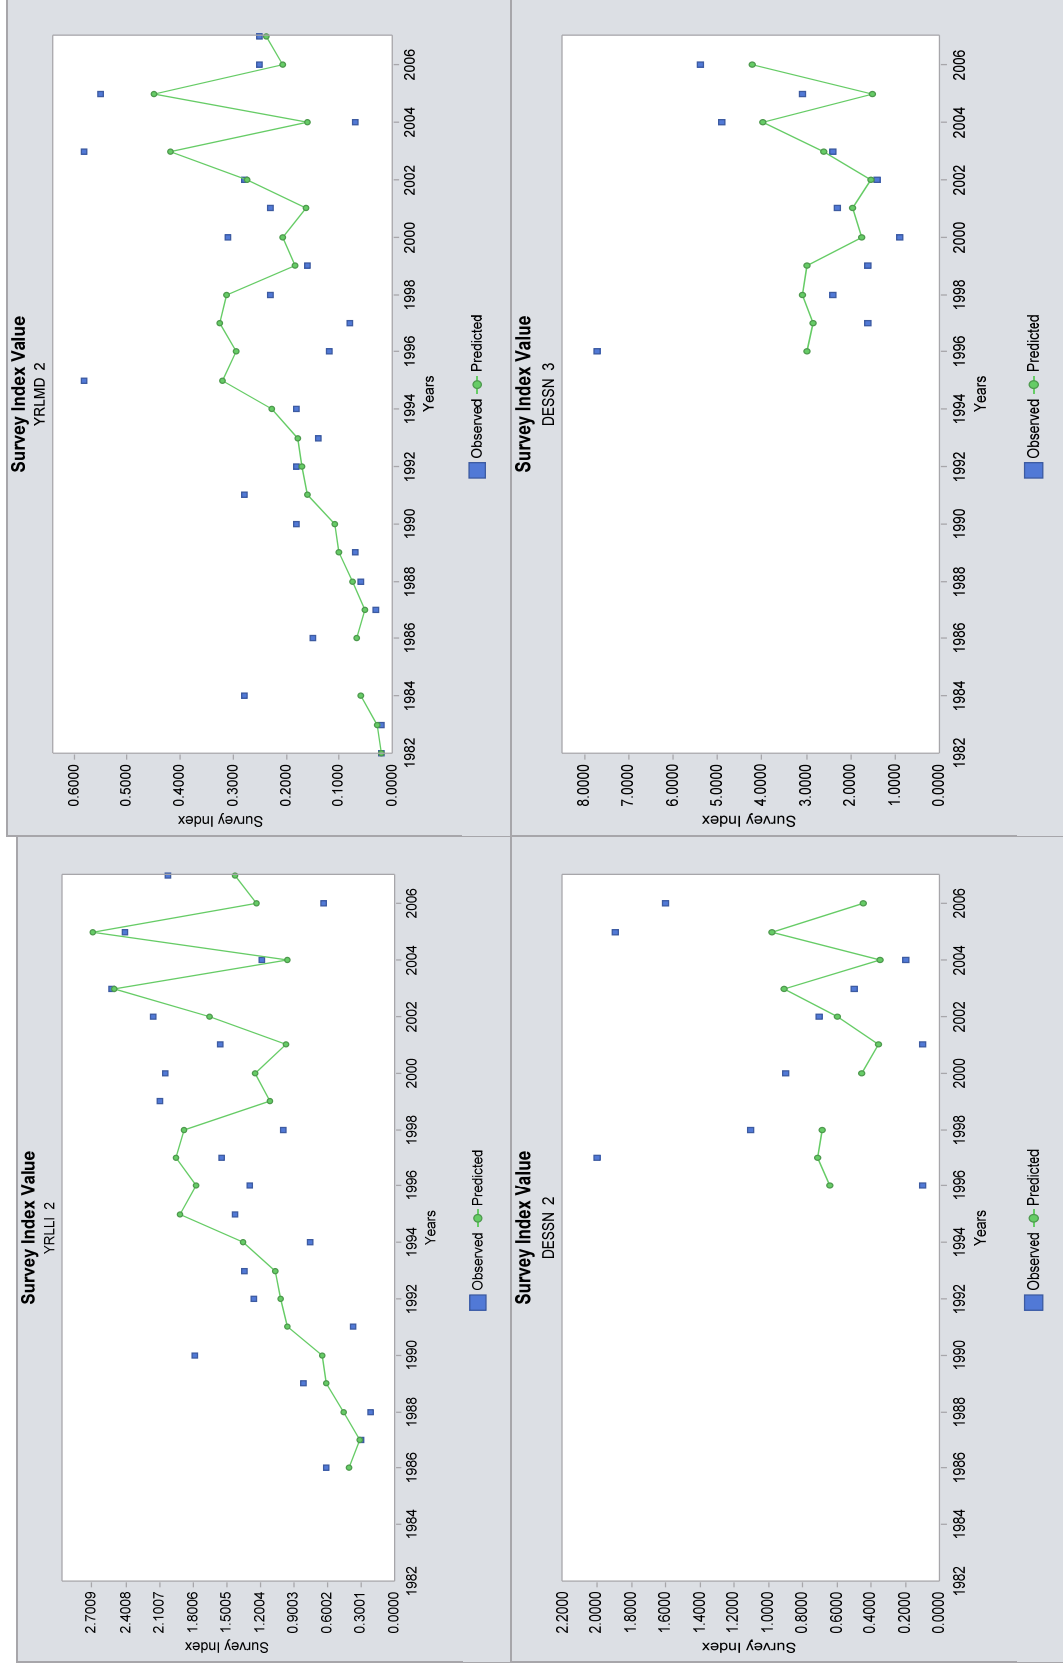 Survey Index Value
YRLLI 2
Survey Index
2.7009
2.4008
2.1007
1.8006
1.5005
1.2004
0.9003
0.6002
0.3001
0.0000
1982 1984 1986 1988 1990 1992 1994 1996 1998 2000 2002 2004 2006
Years
Observed Predicted
Survey Index Value
YRLMD 2
Survey Index
0.6000
0.5000
0.4000
0.3000
0.2000
0.1000
0.000
1982 1984 1986 1988 1990 1992 1994 1996 1998 2000 2002 2004 2006
Years
Observed Predicted
Survey Index Value
DESSN 2
Survey Index
2.2000
2.0000
1.8000
1.6000
1.4000
1.2000
1.0000
0.8000
0.6000
0.4000
0.2000
0.0000
1982 1984 1986 1988 1990 1992 1994 1996 1998 2000 2002 2004 2006
Years
Observed Predicted
Survey Index Value
DESSN 3
Survey Index
8.0000
7.0000
6.0000
5.0000
4.0000
3.0000
2.0000
1.0000
0.000
1982 1984 1986 1988 1990 1992 1994 1996 1998 2000 2002 2004 2006
Years
Observed Predicted